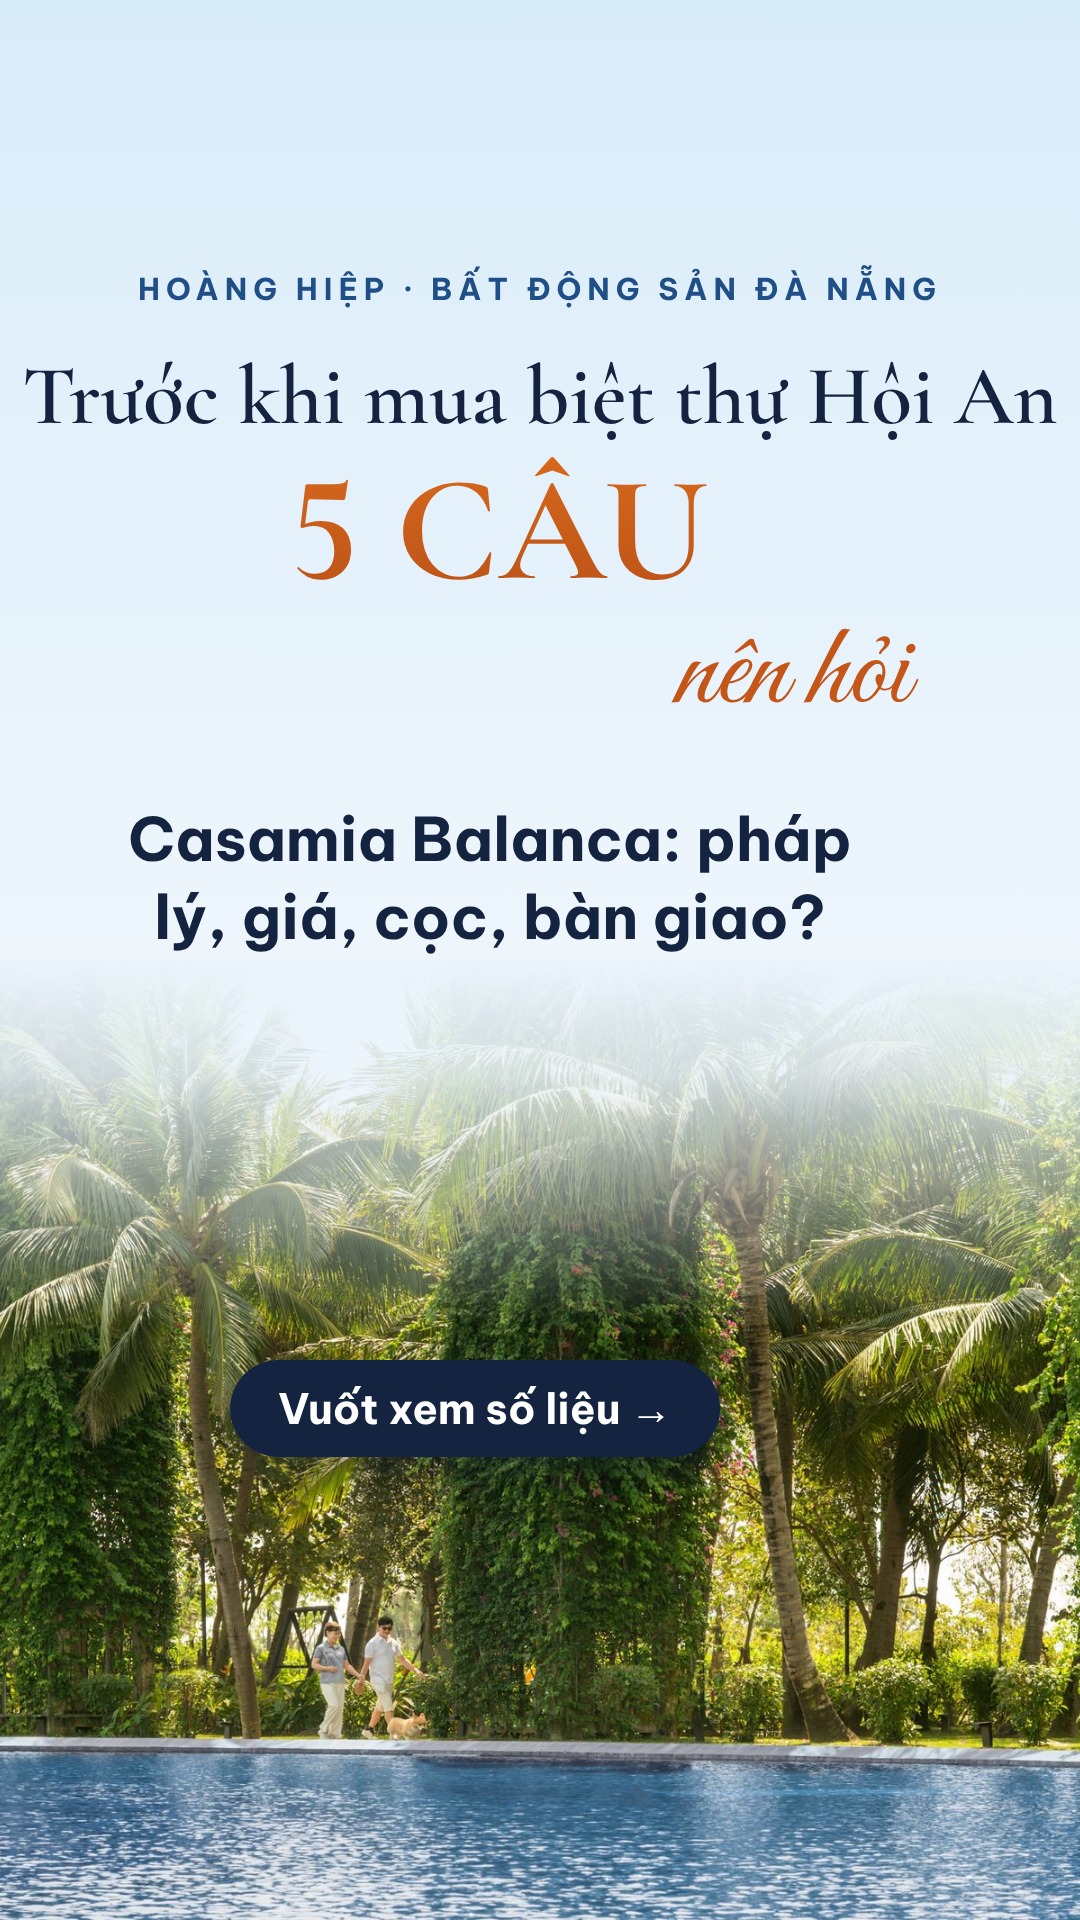 HOÀNG HIỆP · BẤT ĐỘNG SẢN ĐÀ NẴNG
Trước khi mua biệt thự Hội An
5 CÂU
nên hỏi
Casamia Balanca: pháp
lý, giá, cọc, bàn giao?
Vuốt xem số liệu →